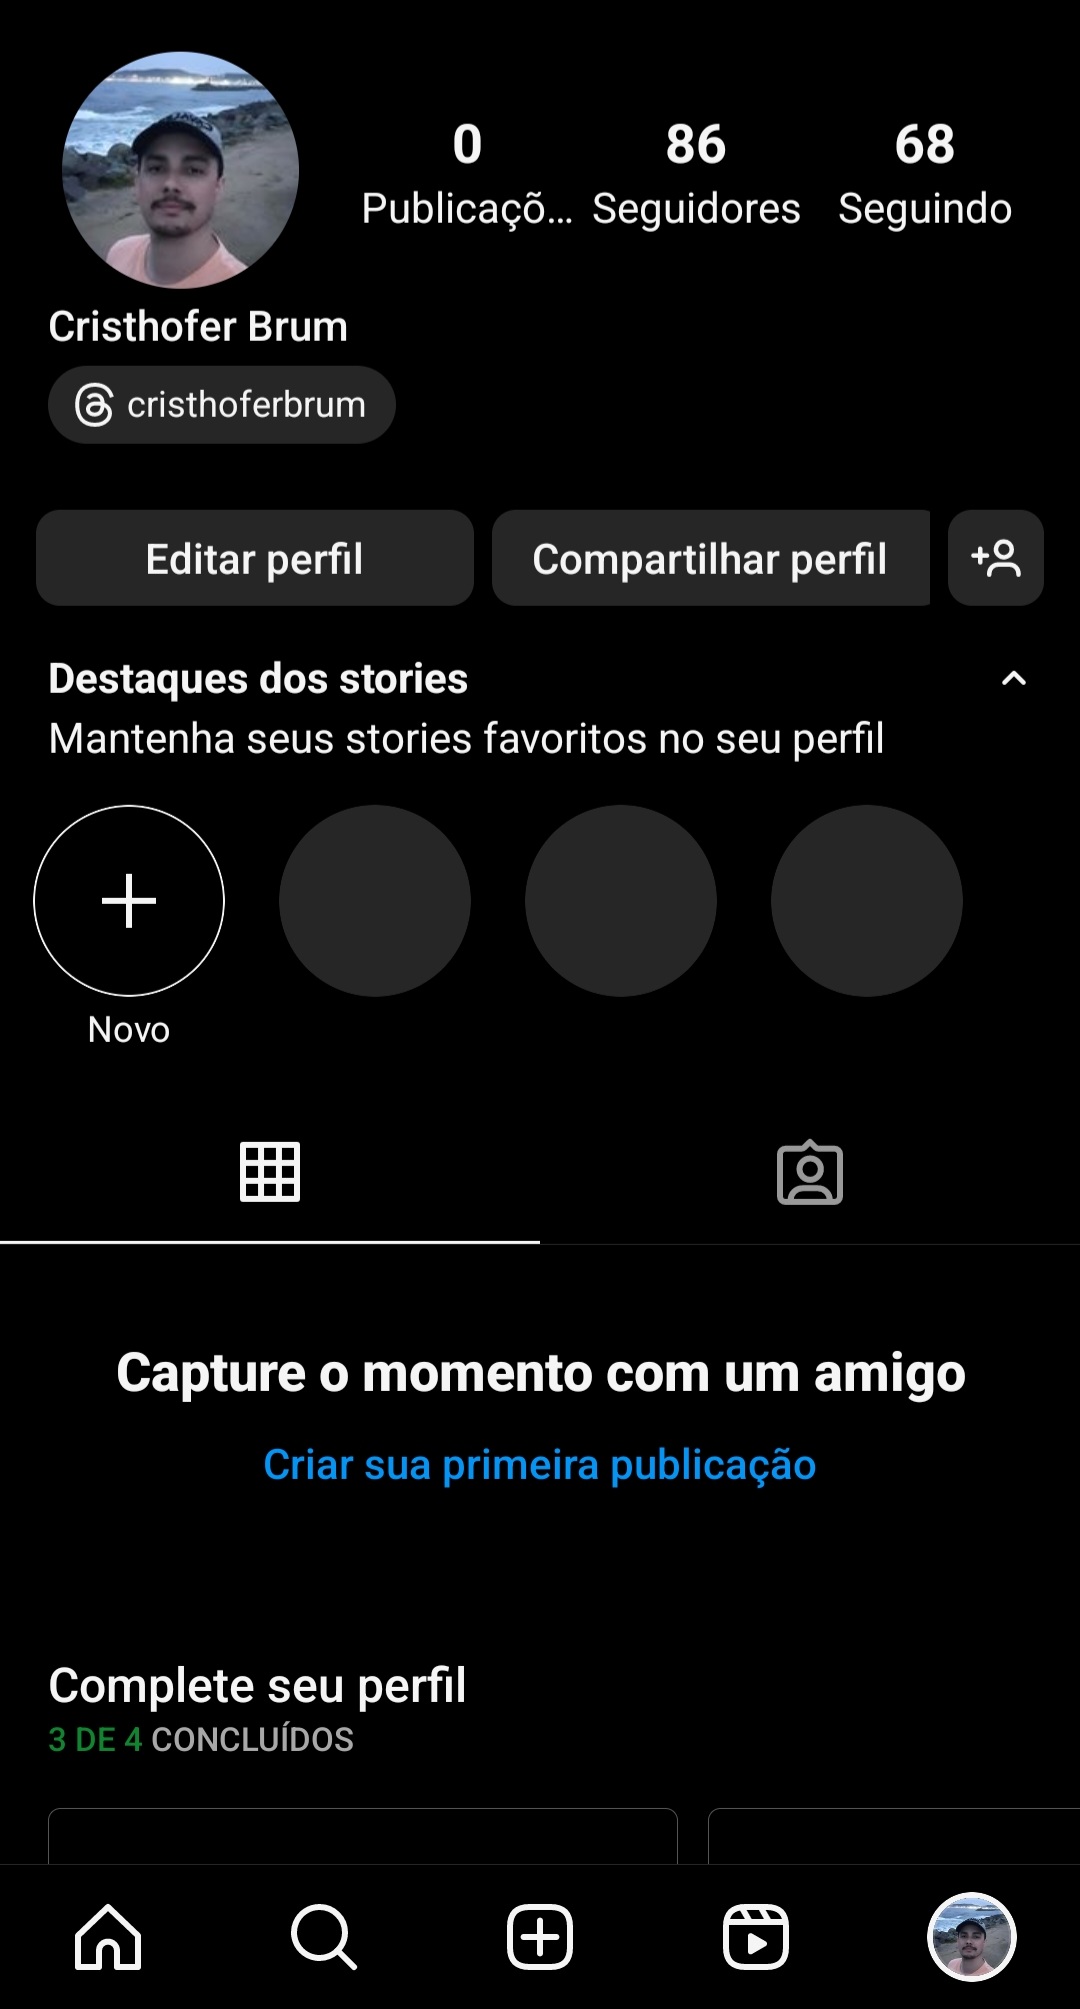 0 86 68
Publicaçõ... Seguidores Seguindo
Cristhofer Brum
cristhoferbrum
Editar perfil Compartilhar perfil
Destaques dos stories
Mantenha seus stories favoritos no seu perfil
Novo
Capture o momento com um amigo
Criar sua primeira publicação
Complete seu perfil
3 DE 4 CONCLUÍDOS